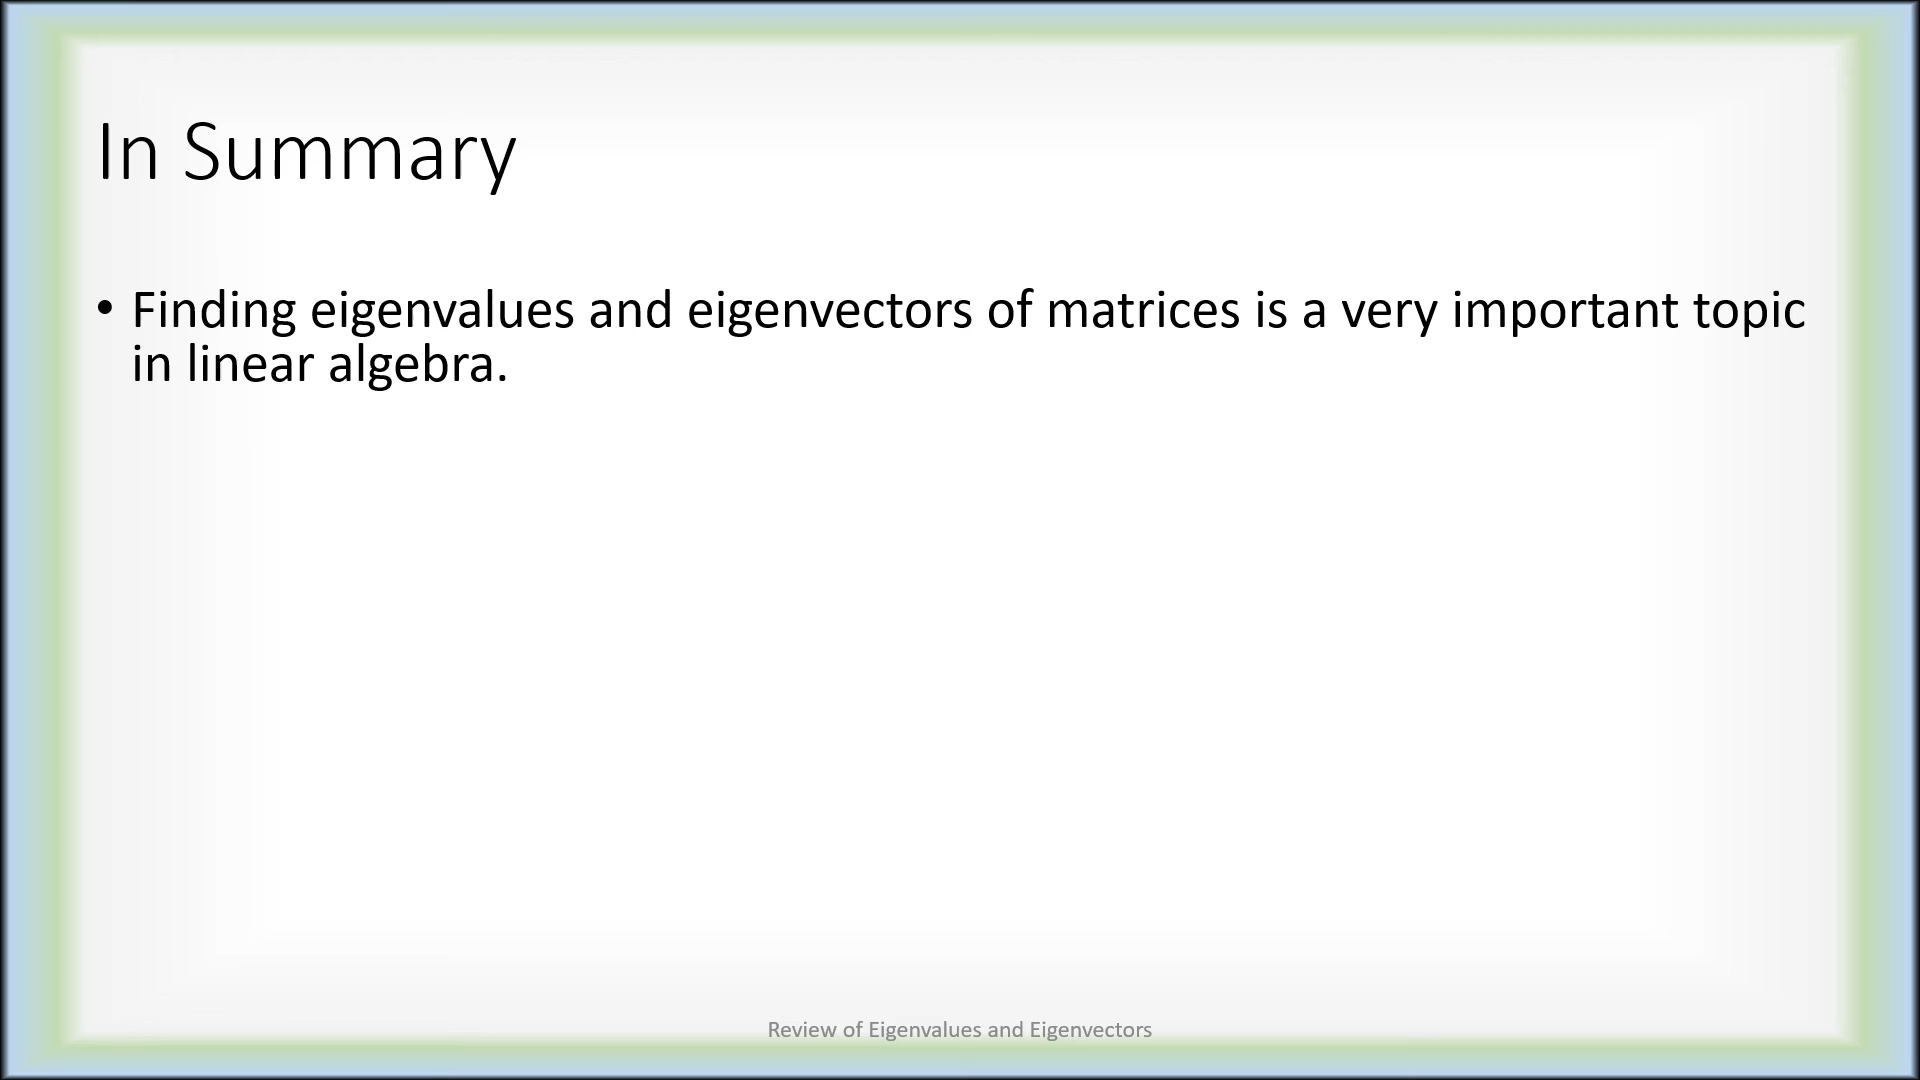 In Summary
• Finding eigenvalues and eigenvectors of matrices is a very important topic
in linear algebra.
Review of Eigenvalues and Eigenvectors